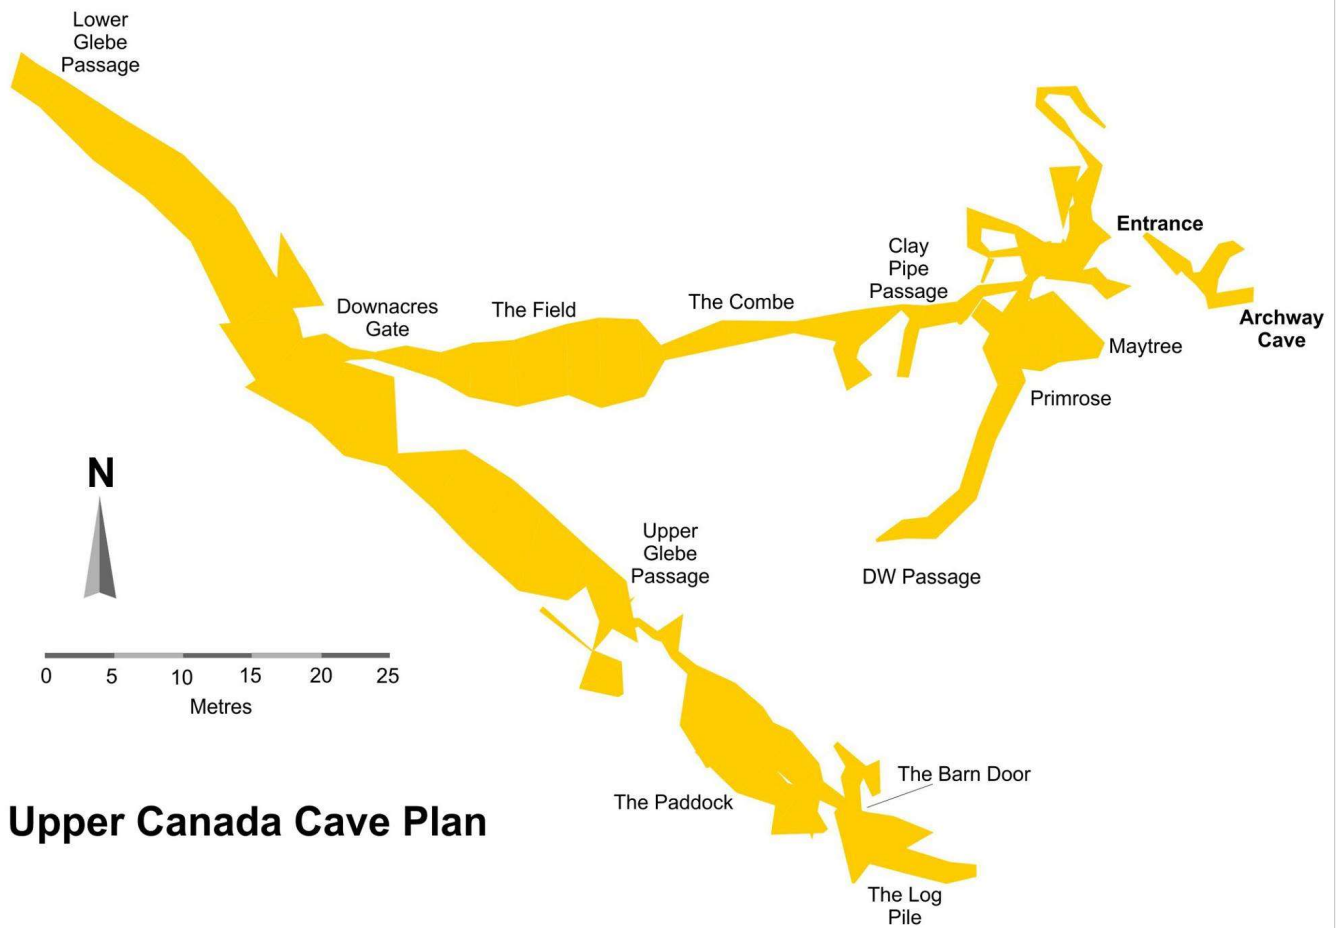 Lower
Glebe
Passage
Entrance
Clay
Pipe
Passage
Downacres
Gate
The Field
The Combe
Archway
Cave
Maytree
Primrose
N
Upper
Glebe
Passage
DW Passage
0 5 10 15 20 25
Metres
The Barn Door
The Paddock
Upper Canada Cave Plan
The Log
Pile